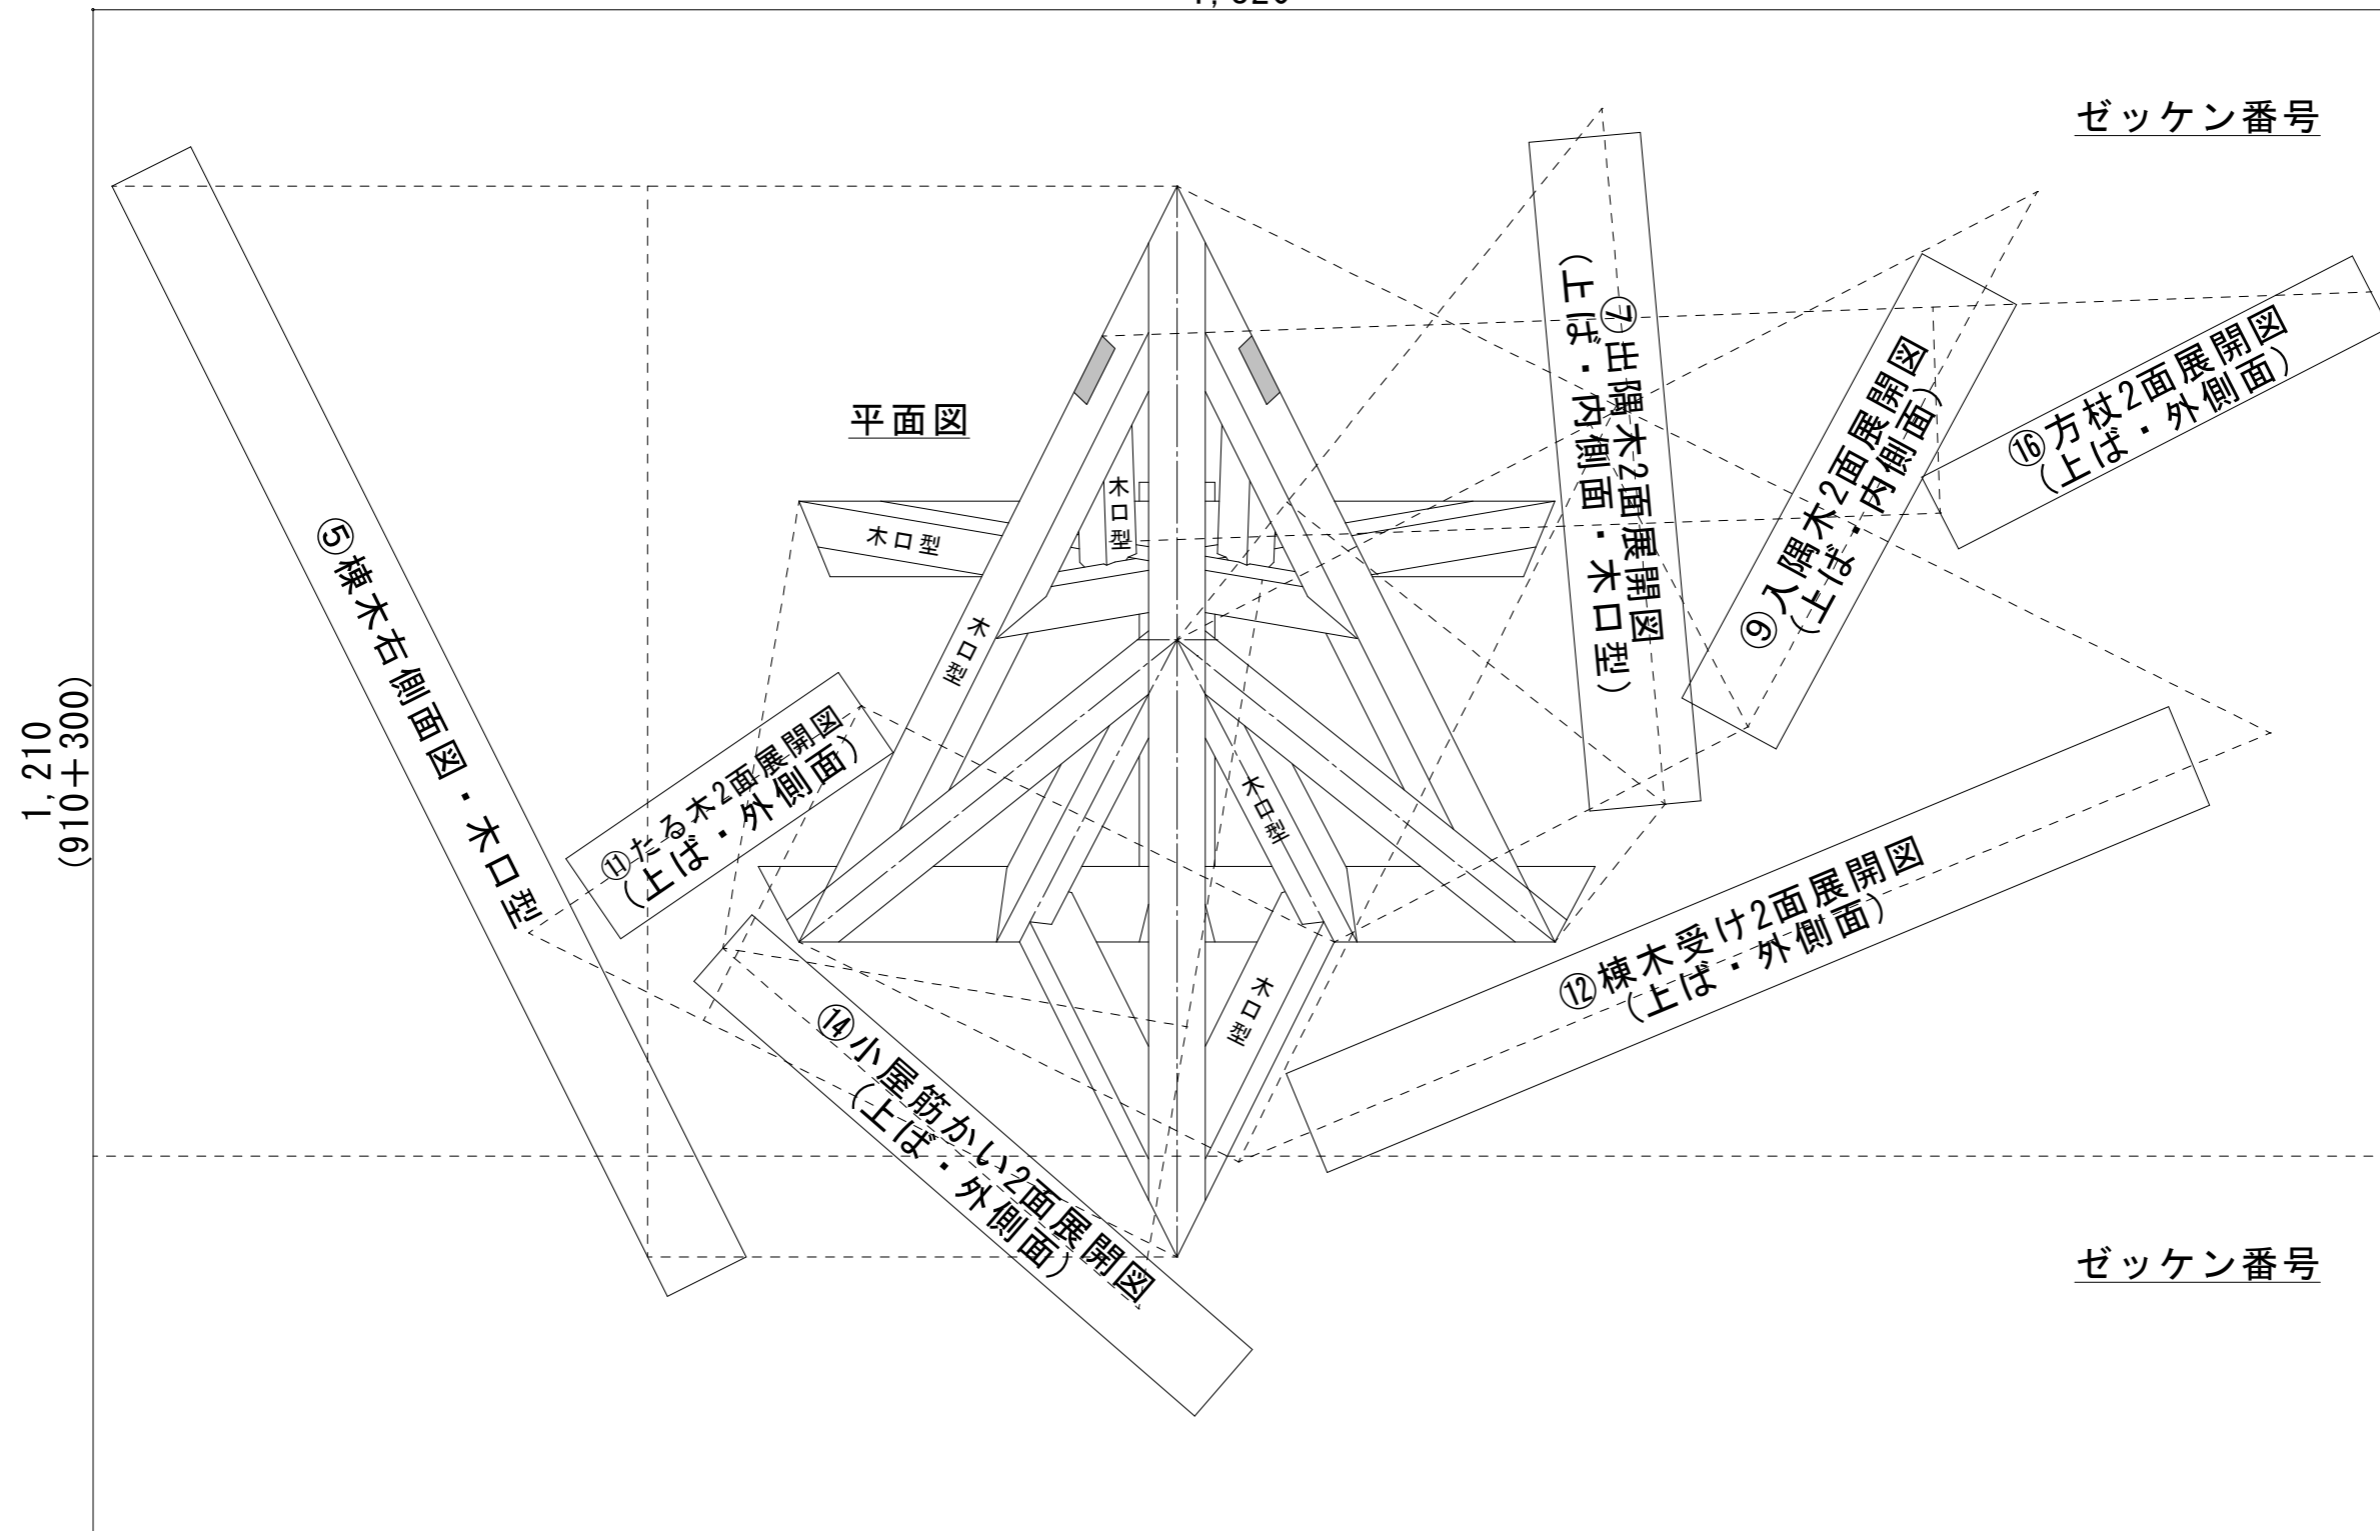 ゼッケン番号
平面図
木口型
木口型
木口型
木口型
木口型
⑤棟木右側面図・木口型
⑦出隅木2面展開図
(上ば・内側面・木口型)
⑨入隅木2面展開図
(上ば・内側面)
⑯方杖2面展開図
(上ば・外側面)
⑪たる木2面展開図
(上ば・外側面)
⑫棟木受け2面展開図
(上ば・外側面)
⑭小屋筋かい2面展開図
(上ば・外側面)
1,210
(910+300)
ゼッケン番号